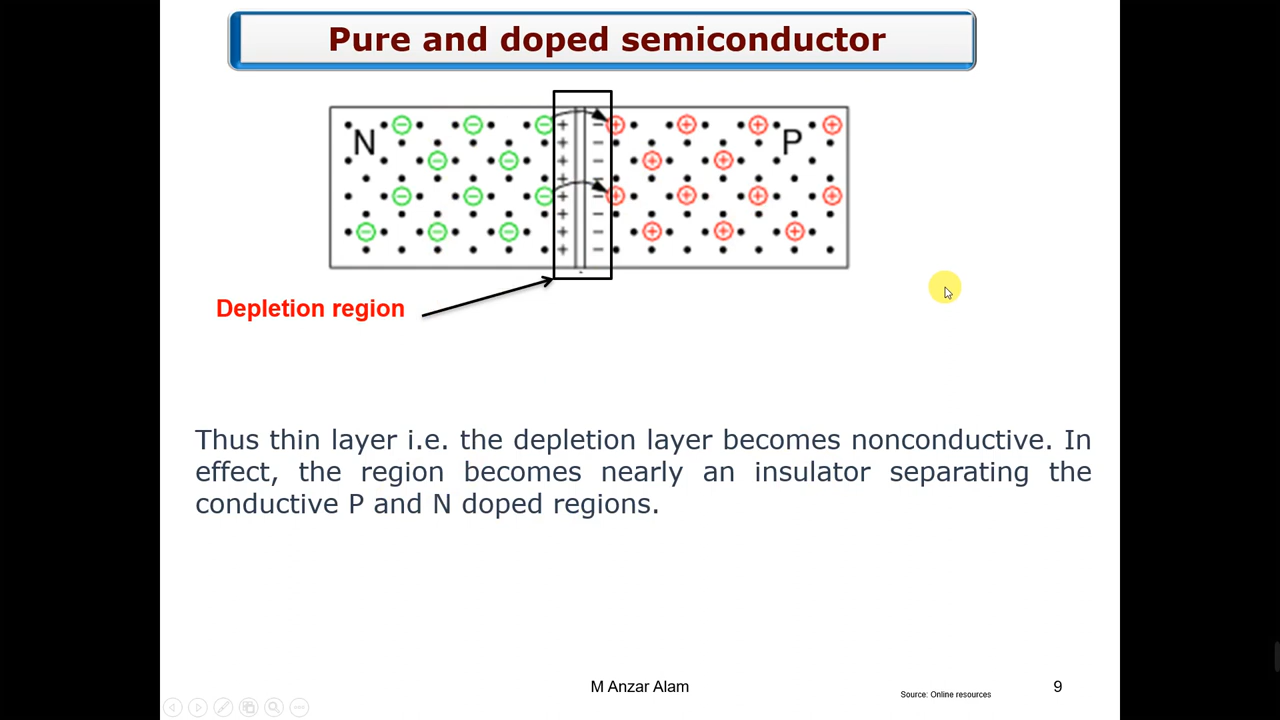 Pure and doped semiconductor
N
P
Depletion region
Thus thin layer i.e. the depletion layer becomes nonconductive. In
effect, the region becomes nearly an insulator separating the
conductive P and N doped regions.
M Anzar Alam
Source: Online resources
9